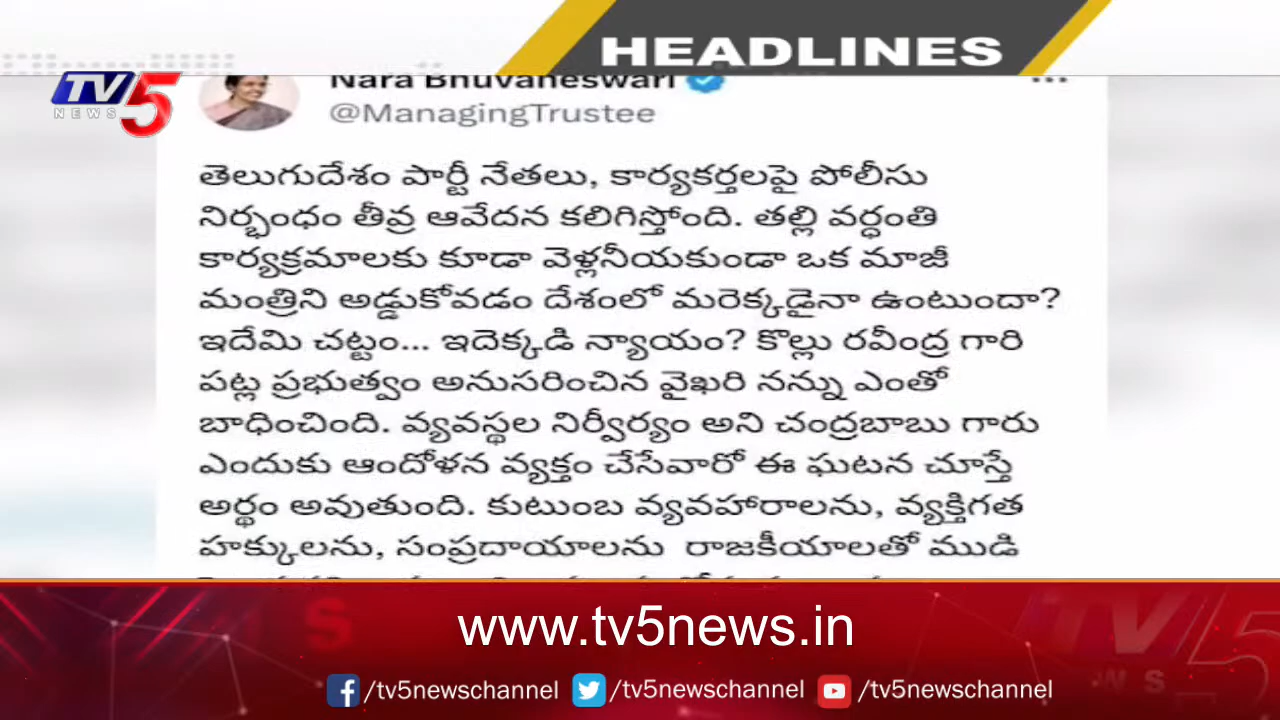 HEADLINES
TV5
NEWS
Nara Bhuvaneswari
@ManagingTrustee
తెలుగుదేశం పార్టీ నేతలు, కార్యకర్తలపై పోలీసు
నిర్భంధం తీవ్ర ఆవేదన కలిగిస్తోంది. తల్లి వర్ధంతి
కార్యక్రమాలకు కూడా వెళ్లనీయకుండా ఒక మాజీ
మంత్రిని అడ్డుకోవడం దేశంలో మరెక్కడైనా ఉంటుందా?
ఇదేమి చట్టం... ఇదెక్కడి న్యాయం? కొల్లు రవీంద్ర గారి
పట్ల ప్రభుత్వం అనుసరించిన వైఖరి నన్ను ఎంతో
బాధించింది. వ్యవస్థల నిర్వీర్యం అని చంద్రబాబు గారు
ఎందుకు ఆందోళన వ్యక్తం చేసేవారో ఈ ఘటన చూస్తే
అర్థం అవుతుంది. కుటుంబ వ్యవహారాలను, వ్యక్తిగత
హక్కులను, సంప్రదాయాలను రాజకీయాలతో ముడి
www.tv5news.in
/tv5newschannel /tv5newschannel /tv5newschannel